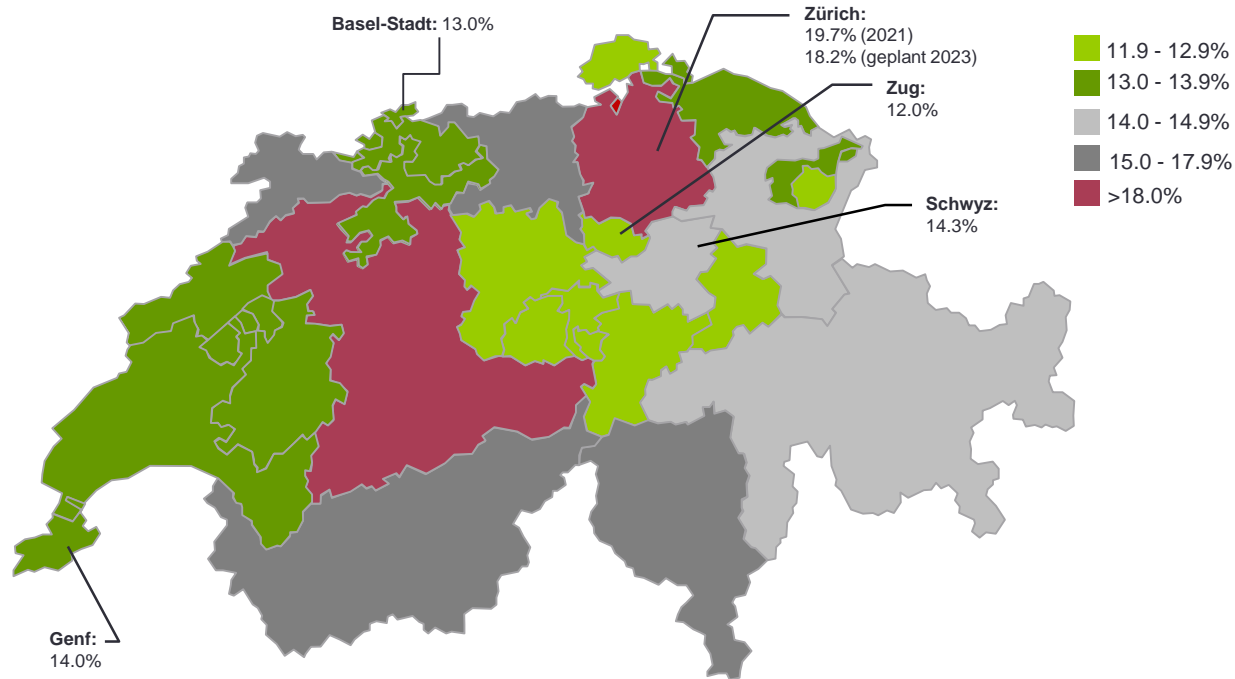 Basel-Stadt: 13.0%
Zürich:
19.7% (2021)
18.2% (geplant 2023)
Zug:
12.0%
11.9 - 12.9%
13.0 - 13.9%
14.0 - 14.9%
15.0 - 17.9%
>18.0%
Schwyz:
14.3%
Genf:
14.0%